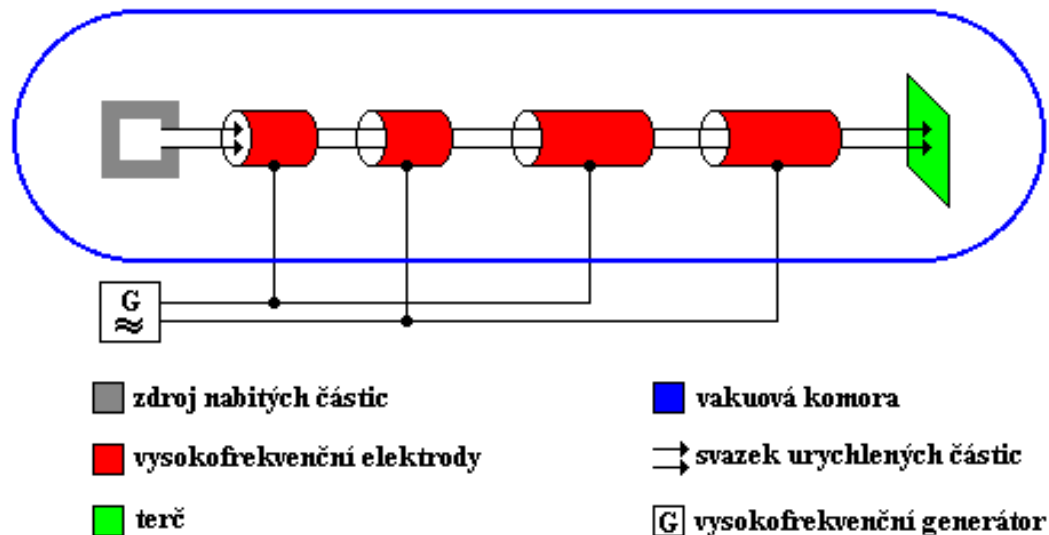 G
≈
zdroj nabitých částic
vakuová komora
vysokofrekvenční elektrody
svazek urychlených částic
terč
G vysokofrekvenční generátor